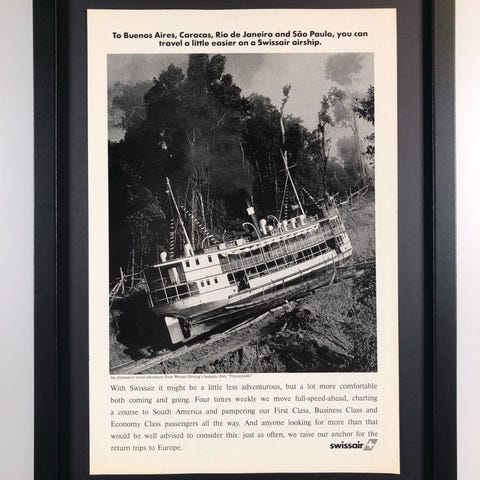 To Buenos Aires, Caracas, Rio de Janeiro and São Paulo, you can
travel a little easier on a Swissair airship.
An alternative travel adventure from Werner Herzog's fantastic film, "Fitzcarraldo".
With Swissair it might be a little less adventurous, but a lot more comfortable
both coming and going. Four times weekly we move full-speed-ahead, charting
a course to South America and pampering our First Class, Business Class and
Economy Class passengers all the way. And anyone looking for more than that
would be well advised to consider this: just as often, we raise our anchor for the
return trips to Europe.
swissair